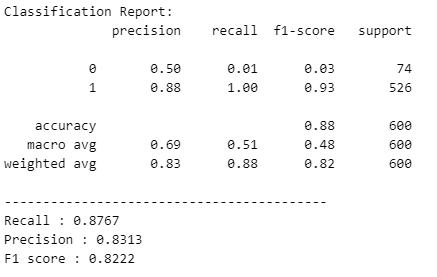 Classification Report:
precision recall f1-score support
0 0.50 0.01 0.03 74
1 0.88 1.00 0.93 526
accuracy 0.88 600
macro avg 0.69 0.51 0.48 600
weighted avg 0.83 0.88 0.82 600
------------------------------------------
Recall : 0.8767
Precision : 0.8313
F1 score : 0.8222